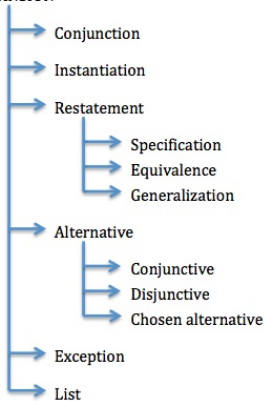 Conjunction
Instantiation
Restatement
Specification
Equivalence
Generalization
Alternative
Conjunctive
Disjunctive
Chosen alternative
Exception
List